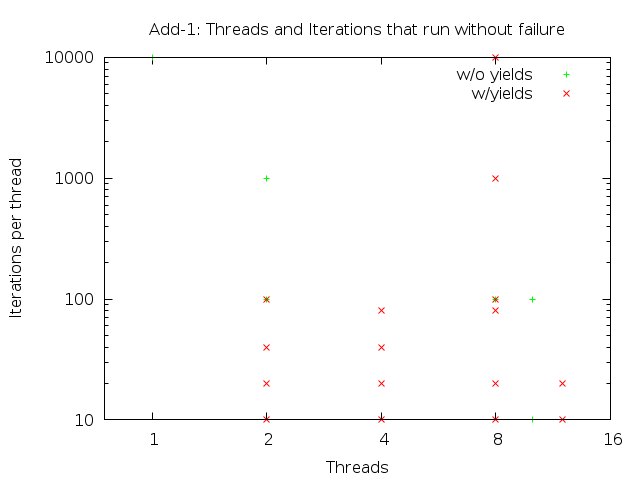 Add-1: Threads and Iterations that run without failure
10000
w/o yields
w/yields
1000
Iterations per thread
100
10
1 2 4 8 16
Threads